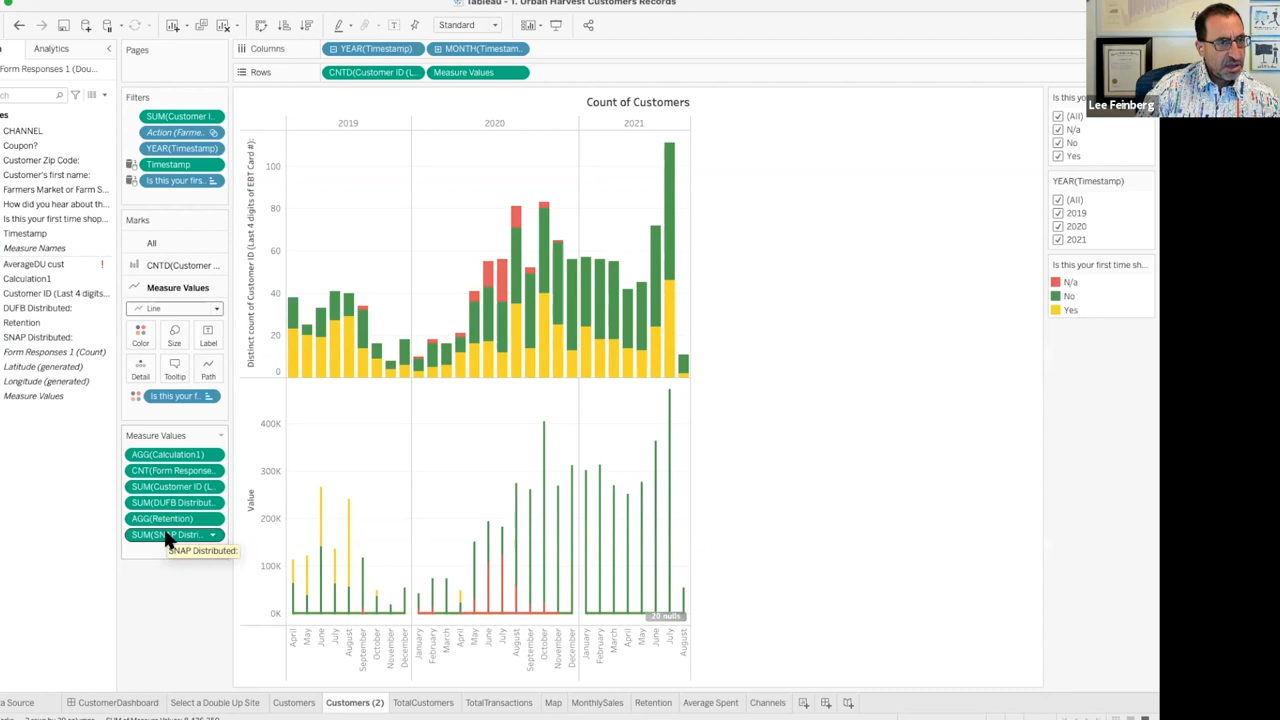 Tableau - 1. Urban Harvest Customers Records
Standard
Analytics
Pages
Columns
YEAR(Timestamp)
MONTH(Timestam..
Form Responses 1 (Dou...
Rows
CNTD(Customer ID (L..
Measure Values
Filters
SUM(Customer I..
Action (Farme..
YEAR(Timestamp)
Timestamp
Is this your firs..
CHANNEL
Coupon?
Customer Zip Code:
Customer's first name:
Farmers Market or Farm S...
How did you hear about th...
Is this your first time shop...
Timestamp
Measure Names
AverageDU cust !
Calculation1
Customer ID (Last 4 digits...
DUFB Distributed:
Retention
SNAP Distributed:
Form Responses 1 (Count)
Latitude (generated)
Longitude (generated)
Measure Values
Marks
All
CNTD(Customer ...
Measure Values
Line
Color
Size
Label
Detail
Tooltip
Path
Is this your f..
Measure Values
AGG(Calculation1)
CNT(Form Response..
SUM(Customer ID (L..
SUM(DUFB Distribut..
AGG(Retention)
SUM(SNAP Distri..
SNAP Distributed:
Count of Customers
2019
2020
2021
Distinct count of Customer ID (Last 4 digits of EBT Card #):
100
80
60
40
20
0
Value
400K
300K
200K
100K
0K
20 nulls
April
May
June
July
August
September
October
November
December
January
February
March
April
May
June
July
August
September
October
November
December
January
February
March
April
May
June
July
August
Lee Feinberg
(All)
N/a
No
Yes
YEAR(Timestamp)
(All)
2019
2020
2021
Is this your first time sh...
N/a
No
Yes
CustomerDashboard
Select a Double Up Site
Customers
Customers (2)
TotalCustomers
TotalTransactions
Map
MonthlySales
Retention
Average Spent
Channels